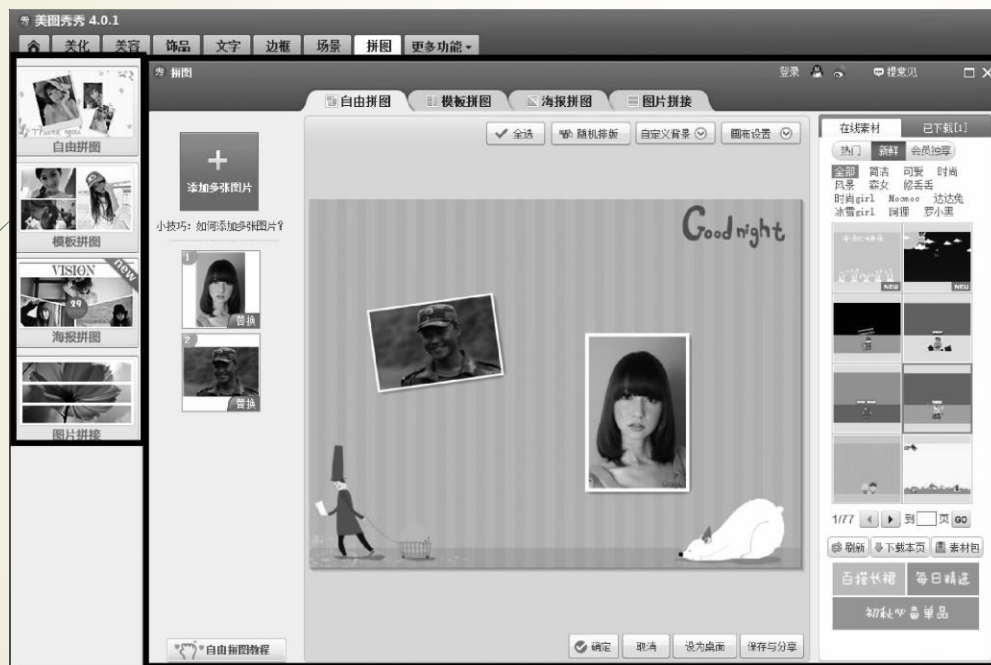 美图秀秀 4.0.1
美化 美容 饰品 文字 边框 场景 拼图 更多功能
拼图 登录 提意见
自由拼图 模板拼图 海报拼图 图片拼接
全选 随机排版 自定义背景 画布设置
自由拼图
模板拼图
VISION
new
39
海报拼图
图片拼接
添加多张图片
小技巧：如何添加多张图片?
1
替换
2
替换
自由拼图教程
Good night
确定 取消 设为桌面 保存与分享
在线素材 已下载[1]
热门 新鲜 会员独享
全部 简洁 可爱 时尚
风景 森女 修丢丢
时尚girl Mocmoc 达达兔
冰雪girl 阿狸 罗小黑
NEW NEW
1/77 到 页 GO
刷新 下载本页 素材包
百搭长裙 每日精选
初秋必备单品